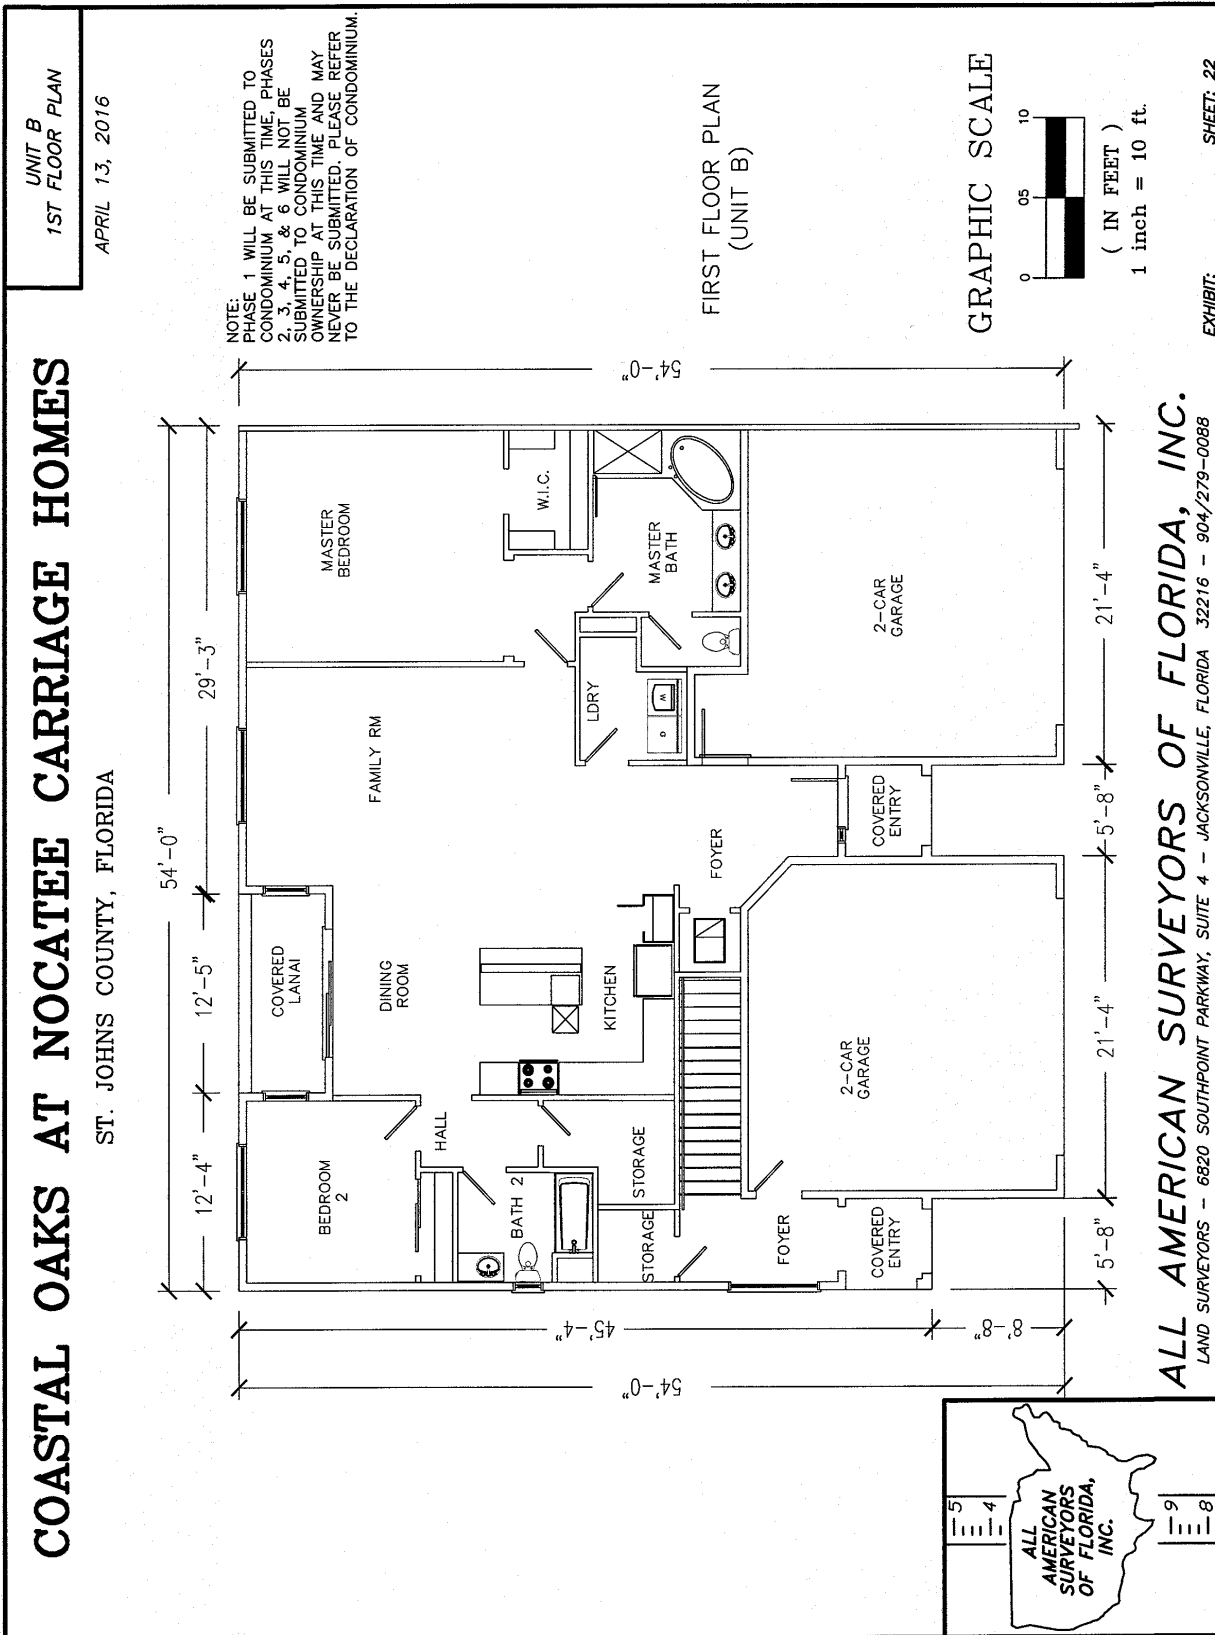 COASTAL OAKS AT NOCATEE CARRIAGE HOMES
ST. JOHNS COUNTY, FLORIDA
UNIT B
1ST FLOOR PLAN
APRIL 13, 2016
NOTE:
PHASE 1 WILL BE SUBMITTED TO
CONDOMINIUM AT THIS TIME, PHASES
2, 3, 4, 5, & 6 WILL NOT BE
SUBMITTED TO CONDOMINIUM
OWNERSHIP AT THIS TIME AND MAY
NEVER BE SUBMITTED. PLEASE REFER
TO THE DECLARATION OF CONDOMINIUM.
54'-0"
12'-4"
12'-5"
29'-3"
BEDROOM
2
COVERED
LANAI
MASTER
BEDROOM
FAMILY RM
DINING
ROOM
HALL
W.I.C.
BATH 2
KITCHEN
LDRY
MASTER
BATH
W
D
STORAGE
STORAGE
FOYER
FOYER
2-CAR
GARAGE
2-CAR
GARAGE
COVERED
ENTRY
COVERED
ENTRY
45'-4"
8'-8"
54'-0"
54'-0"
5'-8"
21'-4"
5'-8"
21'-4"
FIRST FLOOR PLAN
(UNIT B)
GRAPHIC SCALE
0
05
10
( IN FEET )
1 inch = 10 ft.
5
4
ALL
AMERICAN
SURVEYORS
OF FLORIDA,
INC.
9
8
ALL AMERICAN SURVEYORS OF FLORIDA, INC.
LAND SURVEYORS - 6820 SOUTHPOINT PARKWAY, SUITE 4 - JACKSONVILLE, FLORIDA 32216 - 904/279-0088
EXHIBIT:
SHEET: 22